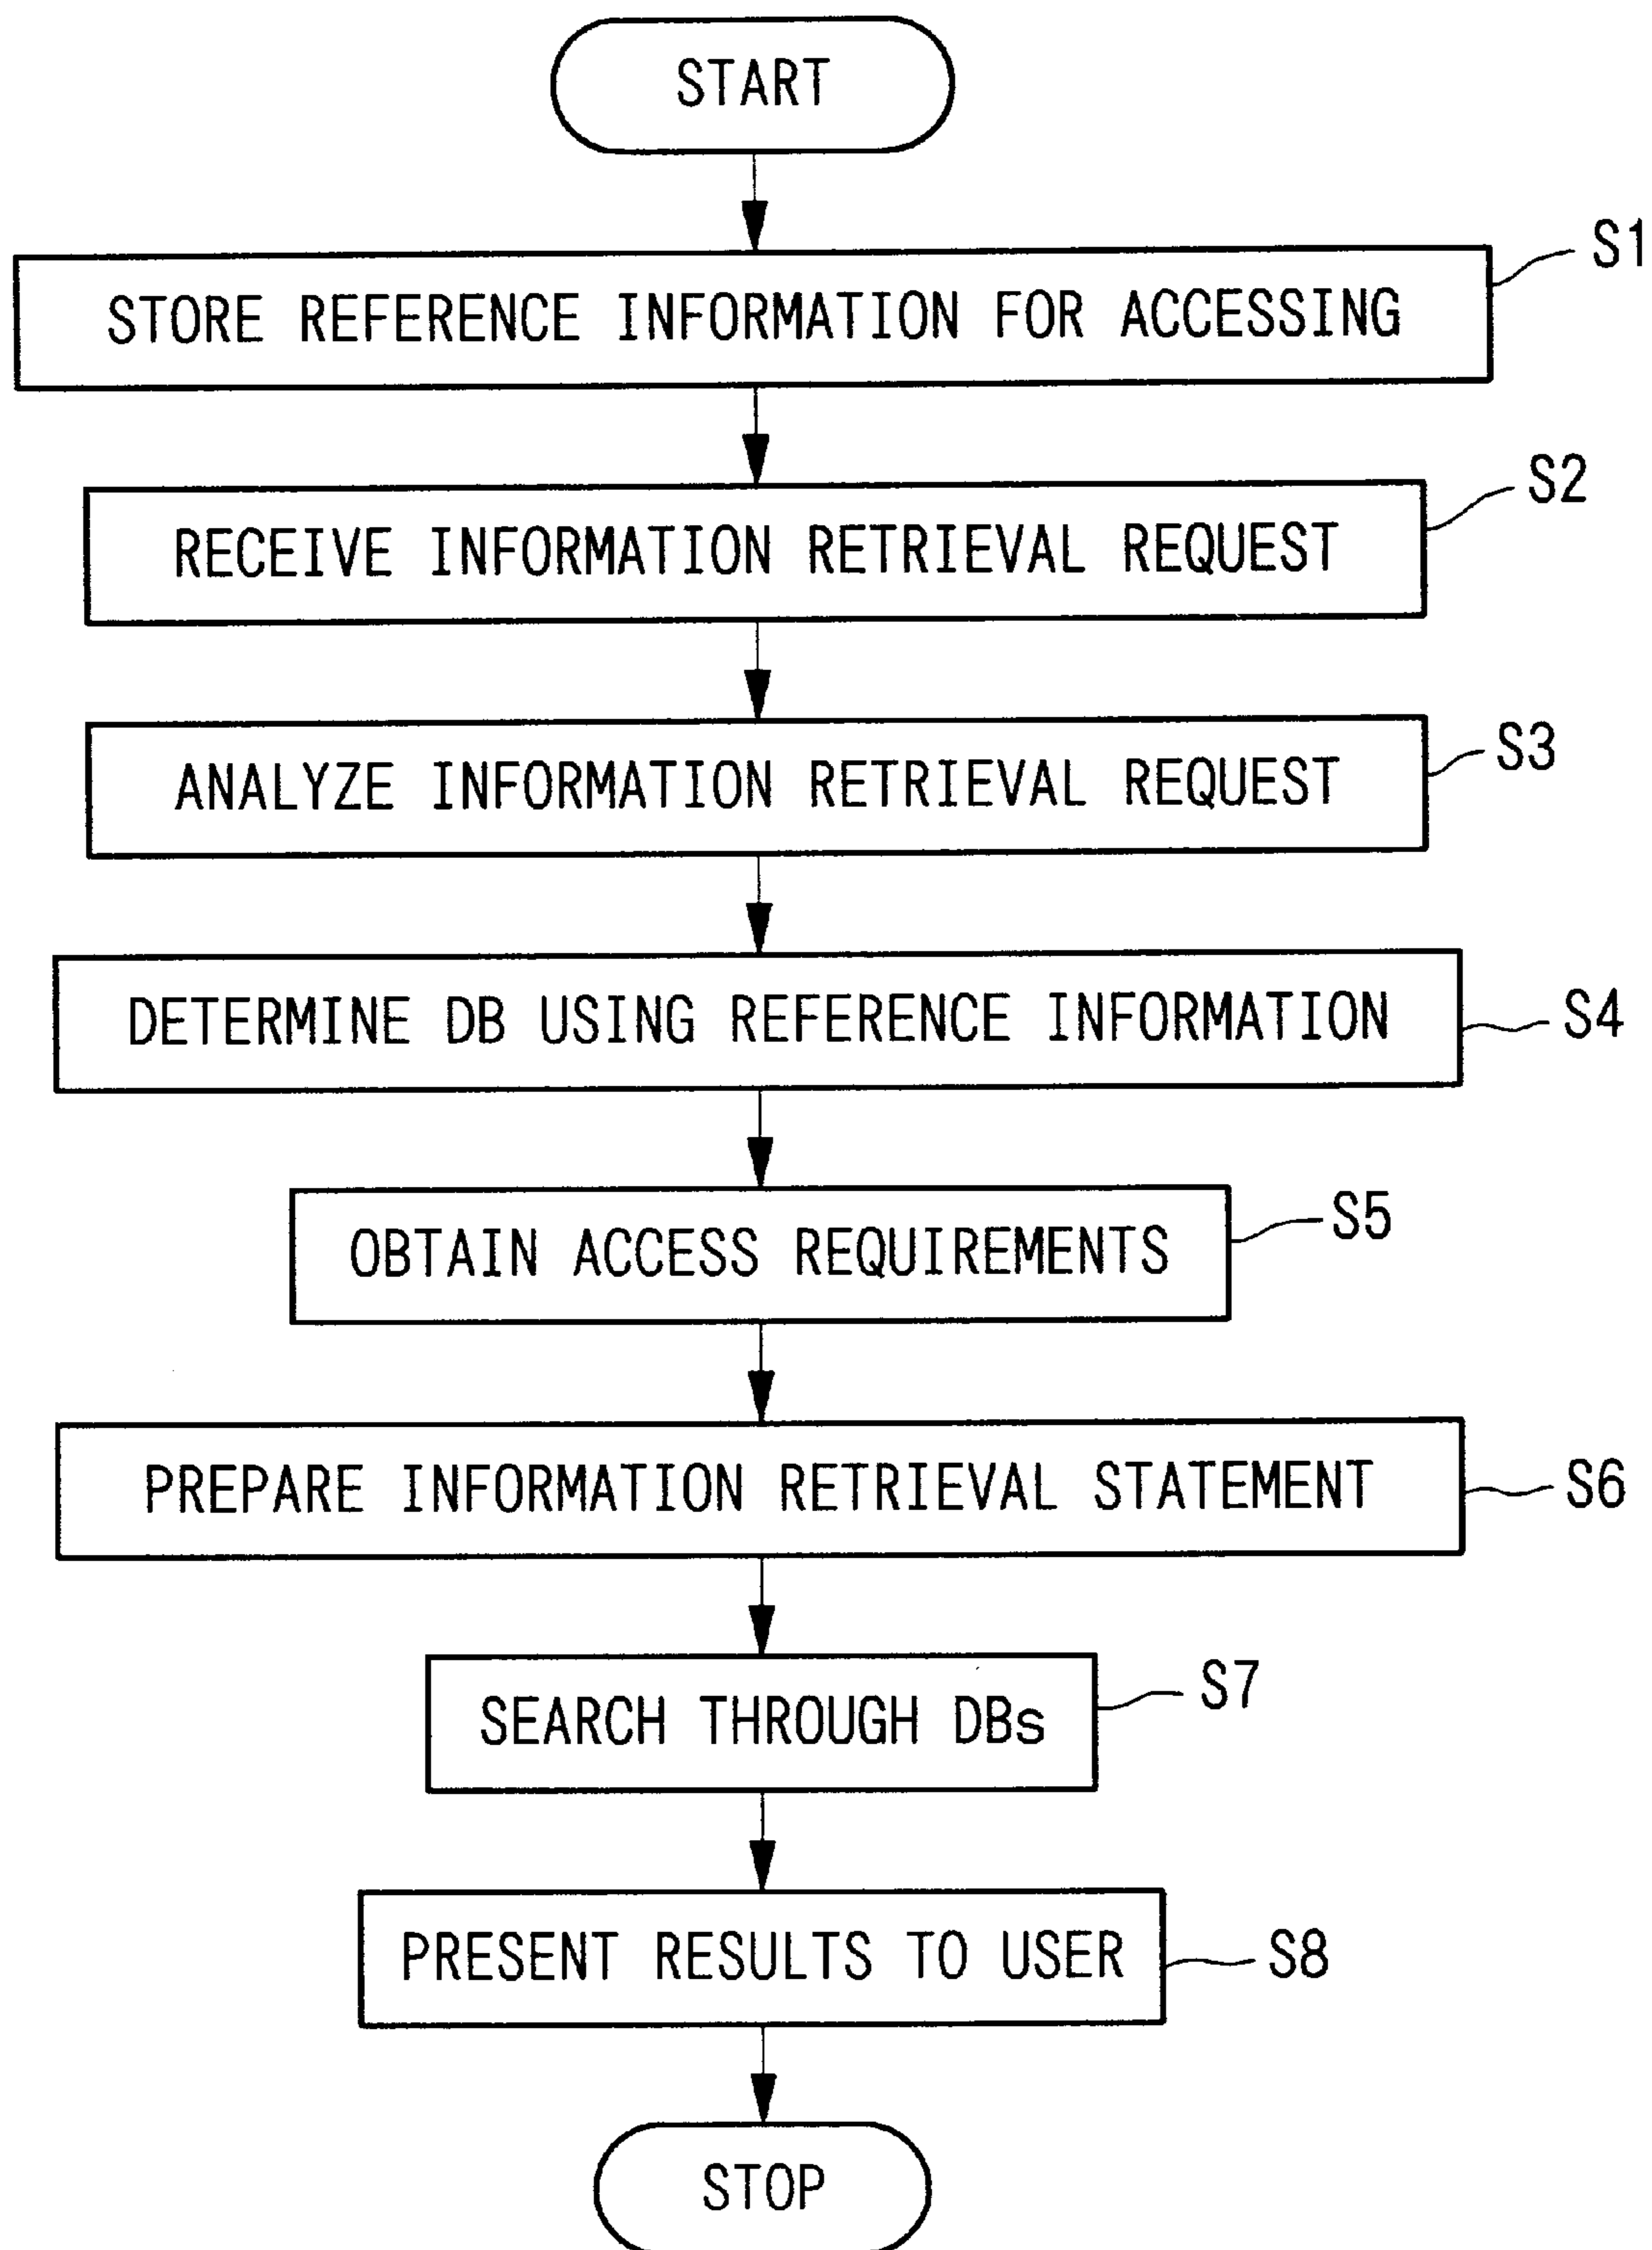 START
STORE REFERENCE INFORMATION FOR ACCESSING
S1
RECEIVE INFORMATION RETRIEVAL REQUEST
S2
ANALYZE INFORMATION RETRIEVAL REQUEST
S3
DETERMINE DB USING REFERENCE INFORMATION
S4
OBTAIN ACCESS REQUIREMENTS
S5
PREPARE INFORMATION RETRIEVAL STATEMENT
S6
SEARCH THROUGH DBs
S7
PRESENT RESULTS TO USER
S8
STOP